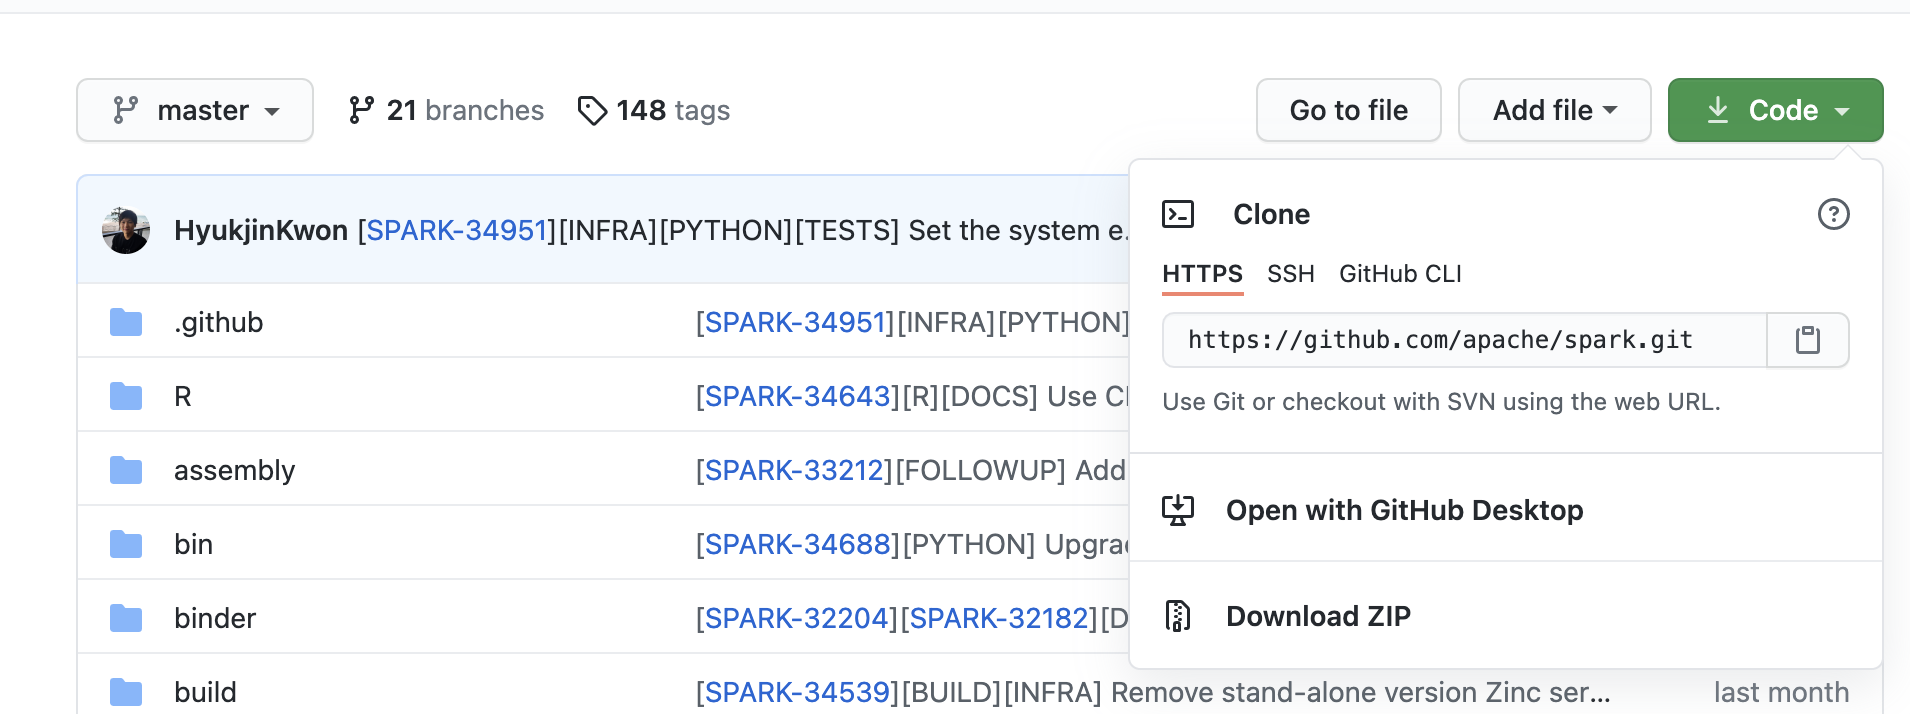 master 21 branches 148 tags Go to file Add file Code
HyukjinKwon [SPARK-34951][INFRA][PYTHON][TESTS] Set the system e.
Clone
HTTPS SSH GitHub CLI
.github [SPARK-34951][INFRA][PYTHON]
https://github.com/apache/spark.git
R [SPARK-34643][R][DOCS] Use
Use Git or checkout with SVN using the web URL.
assembly [SPARK-33212][FOLLOWUP] Add
Open with GitHub Desktop
bin [SPARK-34688][PYTHON]
binder [SPARK-32204][SPARK-32182][D
Download ZIP
build [SPARK-34539][BUILD][INFRA] Remove stand-alone version Zinc ser... last month